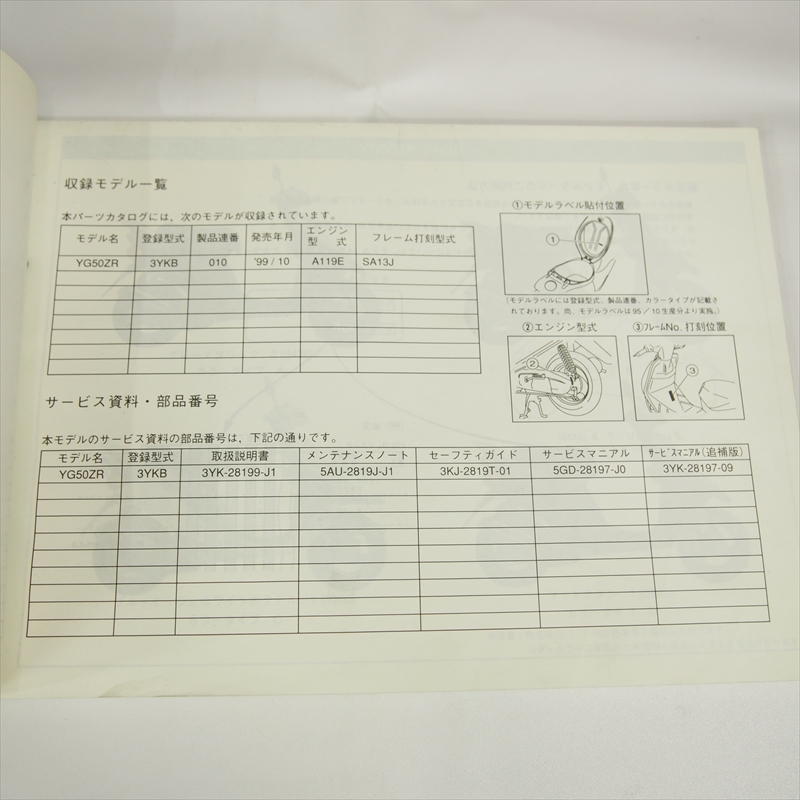 収録モデル一覧
本パーツカタログには、次のモデルが収録されています。
モデル名 登録型式 製品連番 発売年月 エンジン型式 フレーム打刻型式
YG50ZR 3YKB 010 '99/10 A119E SA13J
①モデルラベル貼付位置
①
(モデルラベルには登録型式、製品連番、カラータイプが記載されております。尚、モデルラベルは95/10生産分より実施。)
②エンジン型式
②
③フレームNo.打刻位置
③
サービス資料・部品番号
本モデルのサービス資料の部品番号は、下記の通りです。
モデル名 登録型式 取扱説明書 メンテナンスノート セーフティガイド サービスマニアル サービスマニアル(追補版)
YG50ZR 3YKB 3YK-28199-J1 5AU-2819J-J1 3KJ-2819T-01 5GD-28197-J0 3YK-28197-09